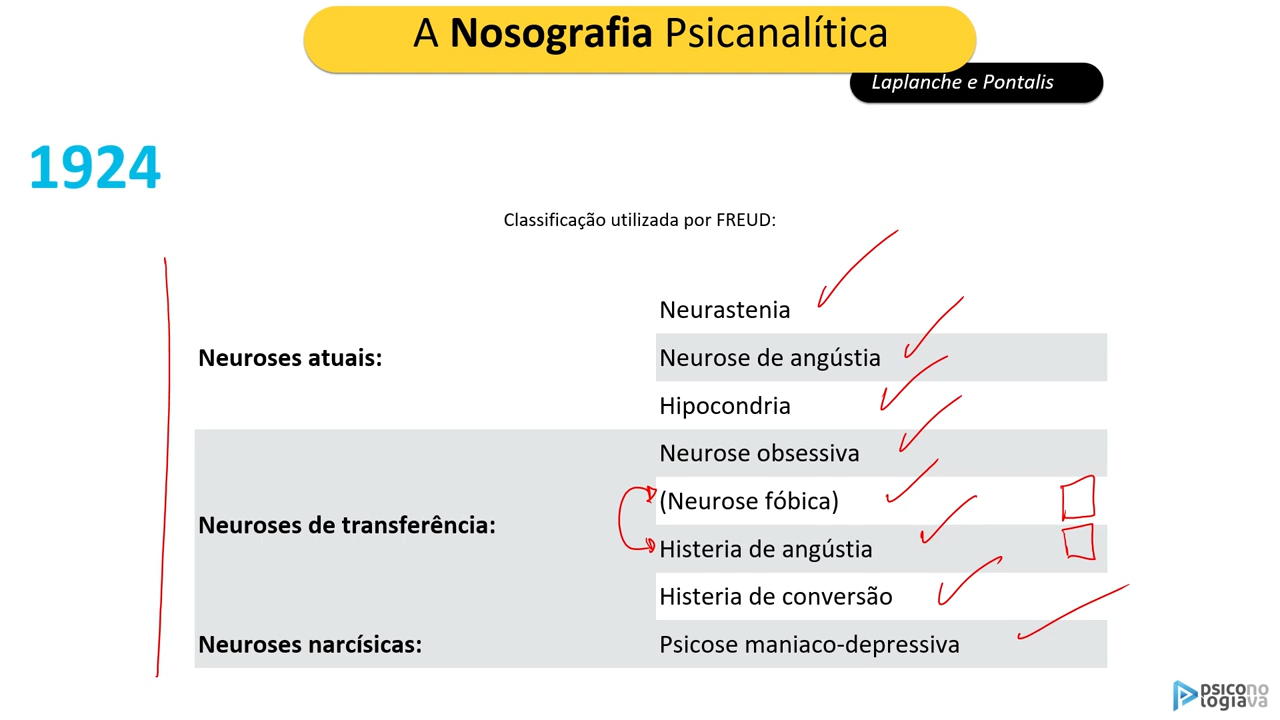 A Nosografia Psicanalítica
Laplanche e Pontalis
1924
Classificação utilizada por FREUD:
Neurastenia
Neuroses atuais:
Neurose de angústia
Hipocondria
Neurose obsessiva
(Neurose fóbica)
Neuroses de transferência:
Histeria de angústia
Histeria de conversão
Neuroses narcísicas:
Psicose maniaco-depressiva
psicono
logiava